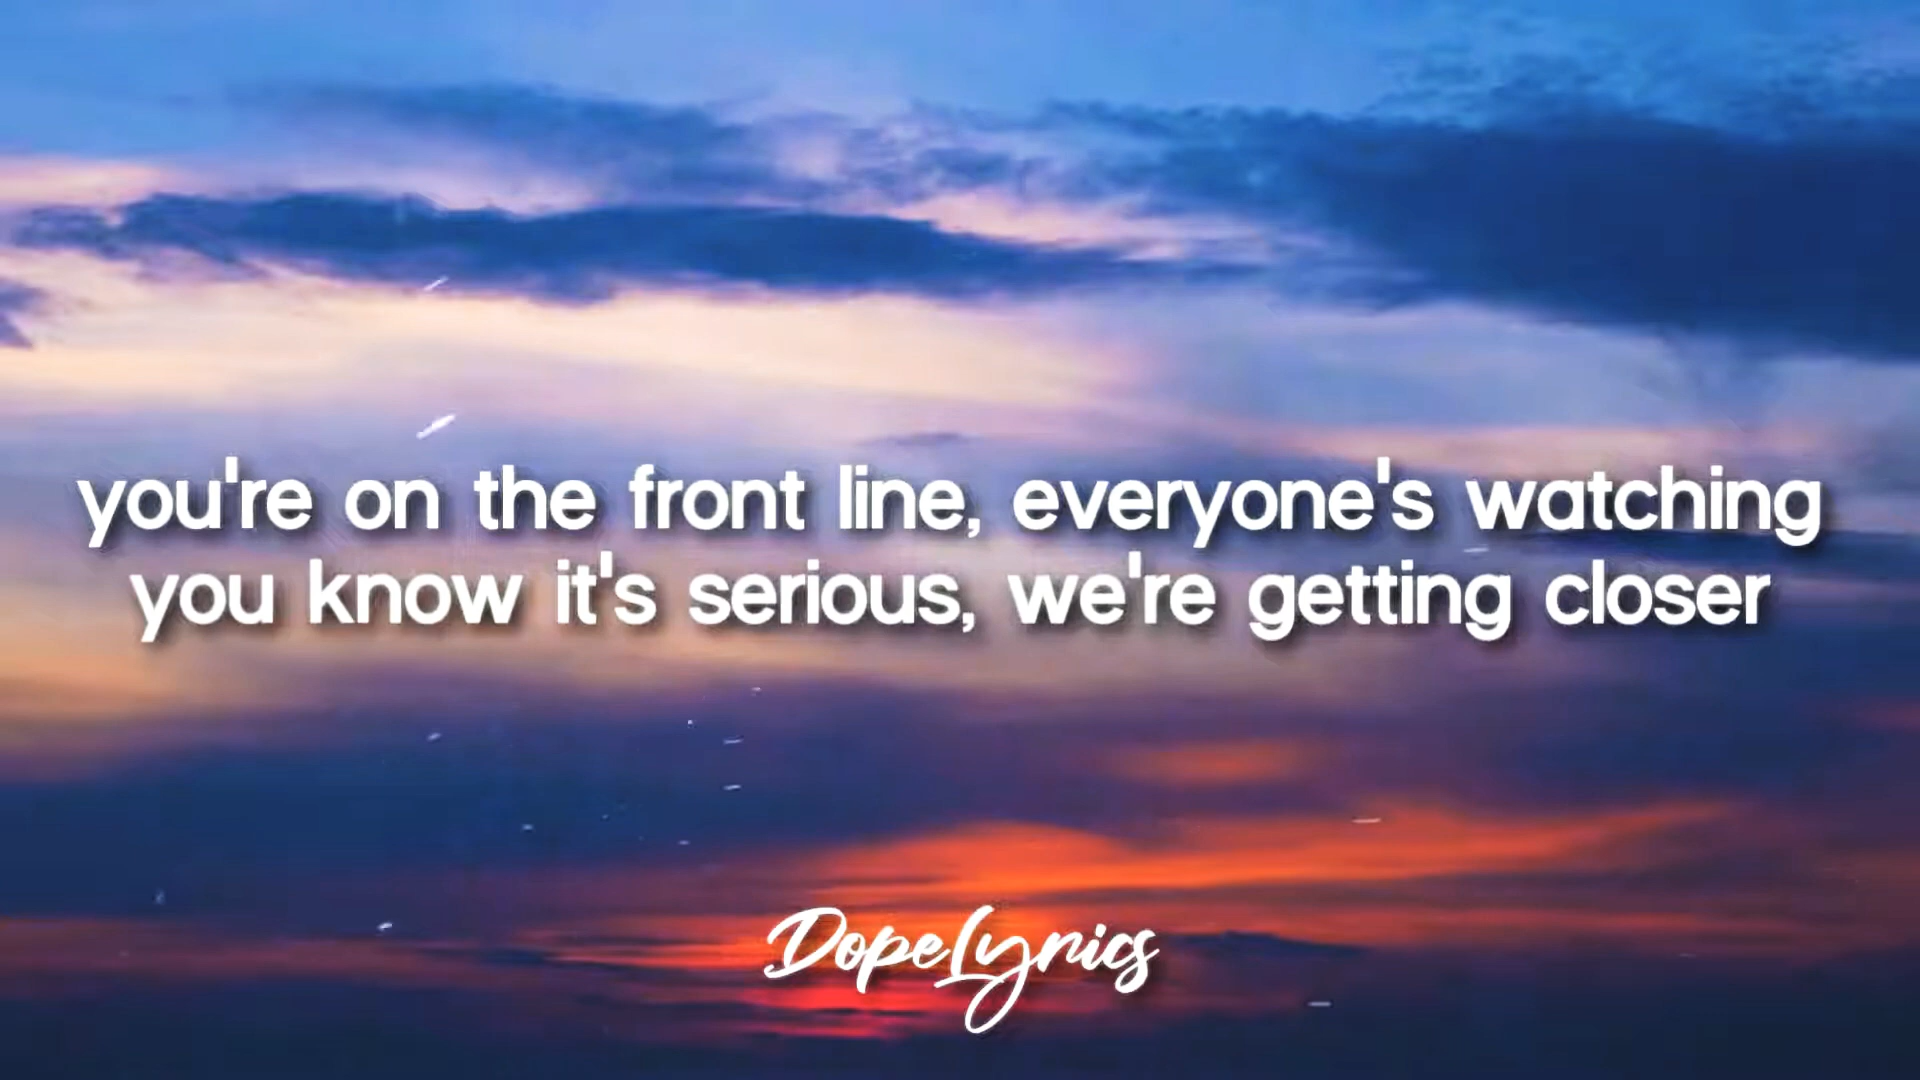 you're on the front line, everyone's watching
you know it's serious, we're getting closer
DopeLyrics